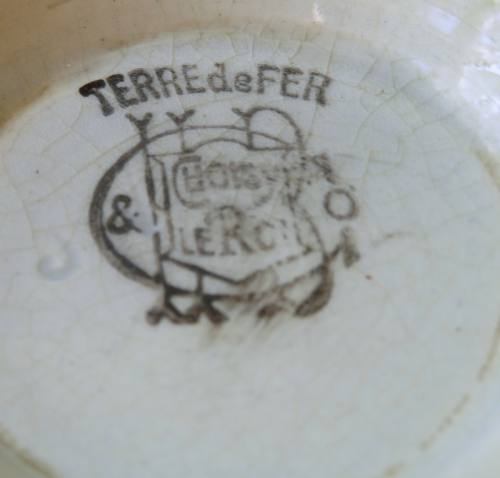 TERRE de FER
&
CHOISY
LE ROI